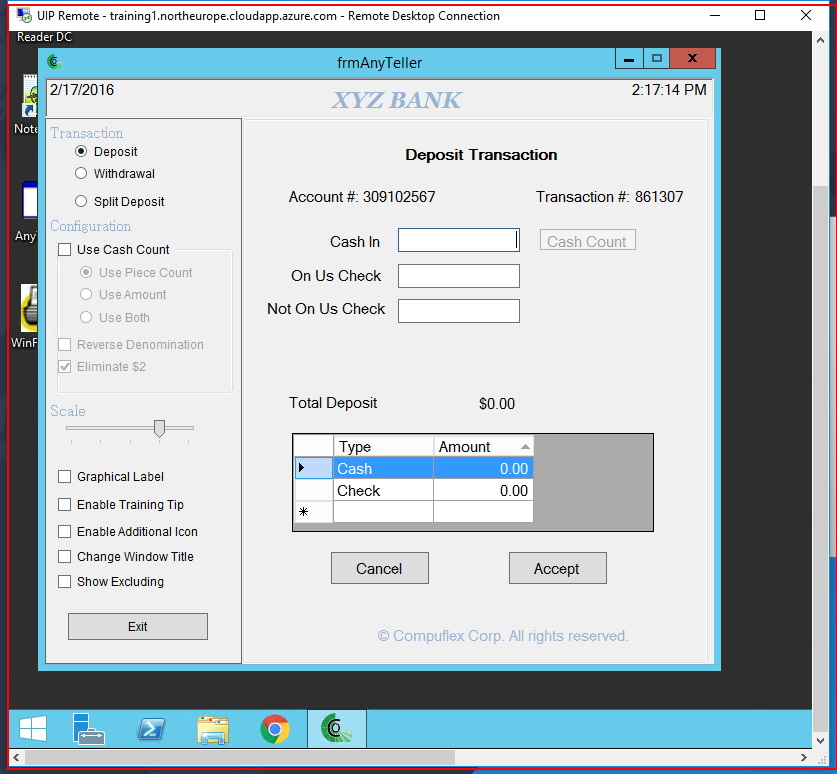 UIP Remote - training1.northeurope.cloudapp.azure.com - Remote Desktop Connection
Reader DC
frmAnyTeller
2/17/2016
XYZ BANK
2:17:14 PM
Transaction
Deposit
Withdrawal
Split Deposit
Configuration
Use Cash Count
Use Piece Count
Use Amount
Use Both
Reverse Denomination
Eliminate $2
Scale
Graphical Label
Enable Training Tip
Enable Additional Icon
Change Window Title
Show Excluding
Exit
Deposit Transaction
Account #: 309102567 Transaction #: 861307
Cash In Cash Count
On Us Check
Not On Us Check
Total Deposit $0.00
Type Amount
Cash 0.00
Check 0.00
Cancel Accept
© Compuflex Corp. All rights reserved.